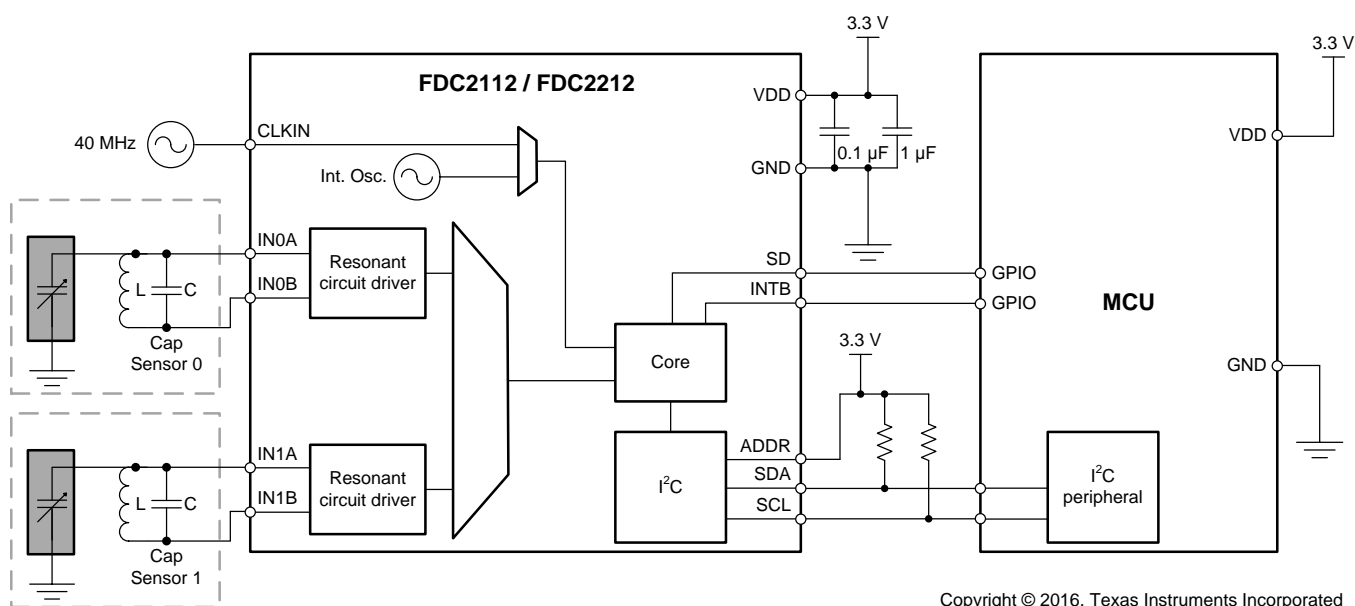 3.3 V
3.3 V
FDC2112 / FDC2212
VDD
CLKIN
40 MHz
VDD
0.1 µF
1 µF
Int. Osc.
GND
IN0A
Resonant
circuit driver
IN0B
L
C
Cap
Sensor 0
SD
GPIO
INTB
GPIO
MCU
Core
3.3 V
GND
ADDR
IN1A
Resonant
circuit driver
IN1B
L
C
Cap
Sensor 1
I²C
SDA
SCL
I²C
peripheral
Copyright © 2016, Texas Instruments Incorporated